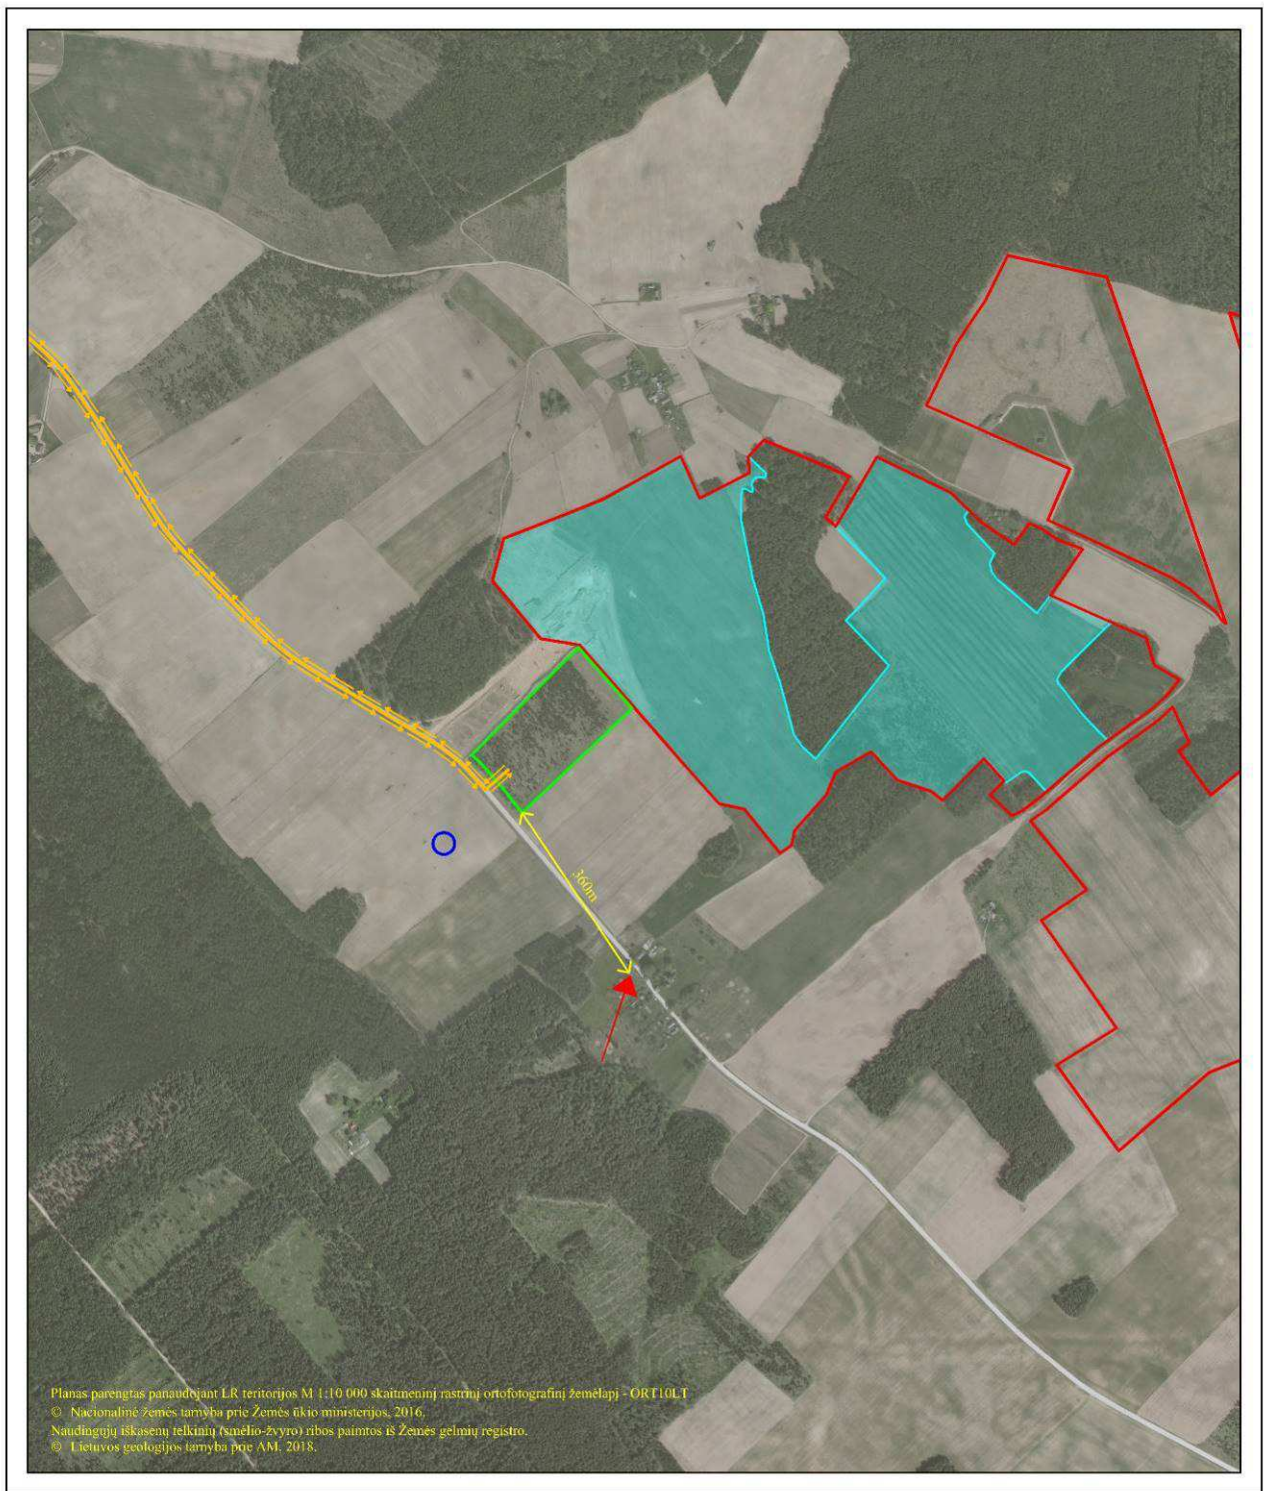 360m
Planas parengtas panaudojant LR teritorijos M 1:10 000 skaitmeninį rastrinį ortofotografinį žemėlapį - ORT10LT
© Nacionalinė žemės tarnyba prie Žemės ūkio ministerijos, 2016.
Naudingųjų iškasenų telkinių (smėlio-žvyro) ribos paimtos iš Žemės gelmių registro.
© Lietuvos geologijos tarnyba prie AM. 2018.